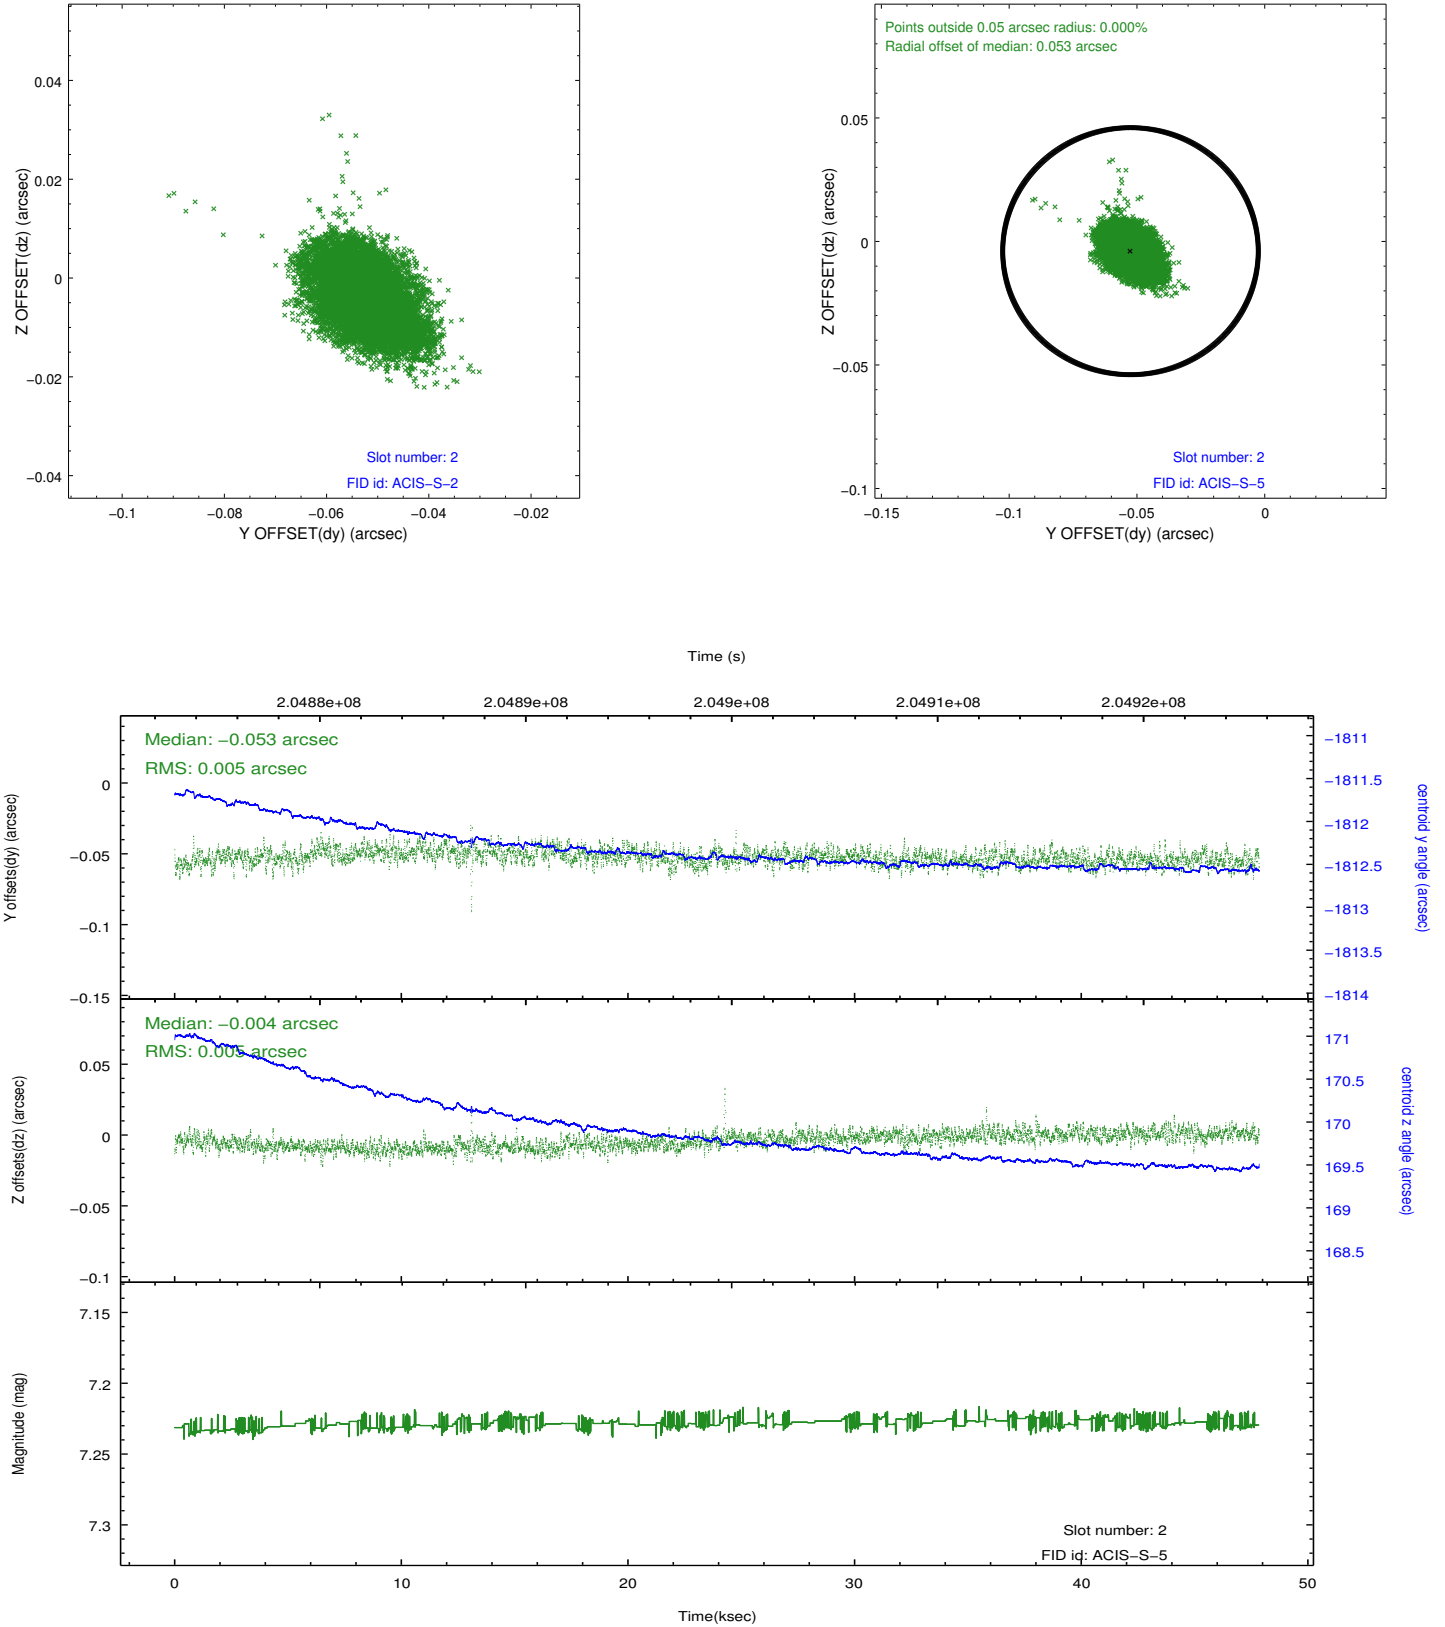 0.04
0.02
0
−0.02
−0.04
Z OFFSET(dz) (arcsec)
Slot number: 2
FID id: ACIS−S−2
−0.1
−0.08
−0.06
−0.04
−0.02
Y OFFSET(dy) (arcsec)
Points outside 0.05 arcsec radius: 0.000%
Radial offset of median: 0.053 arcsec
0.05
0
−0.05
−0.1
Z OFFSET(dz) (arcsec)
Slot number: 2
FID id: ACIS−S−5
−0.15
−0.1
−0.05
0
Y OFFSET(dy) (arcsec)
Time (s)
2.0488e+08
2.0489e+08
2.049e+08
2.0491e+08
2.0492e+08
Median: −0.053 arcsec
RMS: 0.005 arcsec
0
−0.05
−0.1
−0.15
Y offsets(dy) (arcsec)
−1811
−1811.5
−1812
−1812.5
−1813
−1813.5
−1814
centroid y angle (arcsec)
Median: −0.004 arcsec
RMS: 0.005 arcsec
0.05
0
−0.05
−0.1
Z offsets(dz) (arcsec)
171
170.5
170
169.5
169
168.5
centroid z angle (arcsec)
7.15
7.2
7.25
7.3
Magnitude (mag)
Slot number: 2
FID id: ACIS−S−5
0
10
20
30
40
50
Time(ksec)